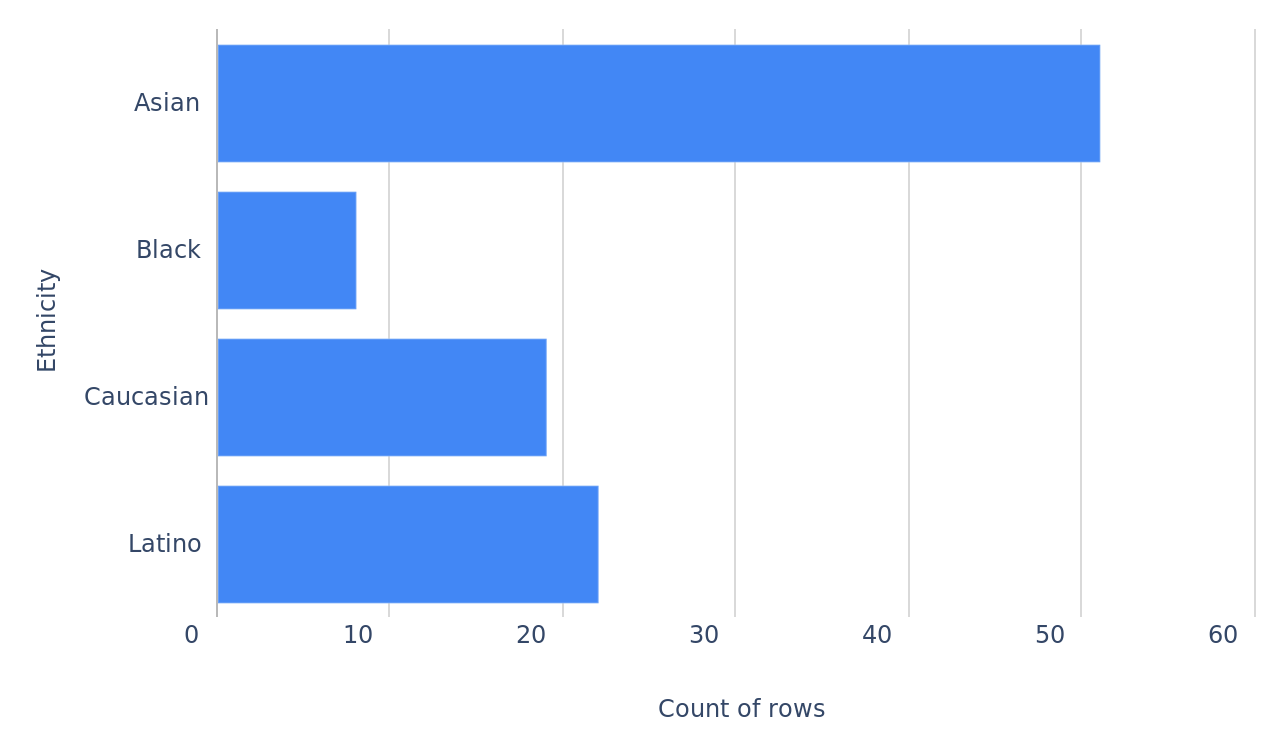 Asian
Black
Ethnicity
Caucasian
Latino
0 10 20 30 40 50 60
Count of rows